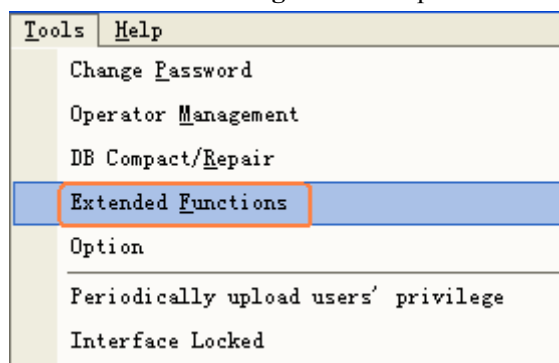 Tools Help
Change Password
Operator Management
DB Compact/Repair
Extended Functions
Option
Periodically upload users' privilege
Interface Locked